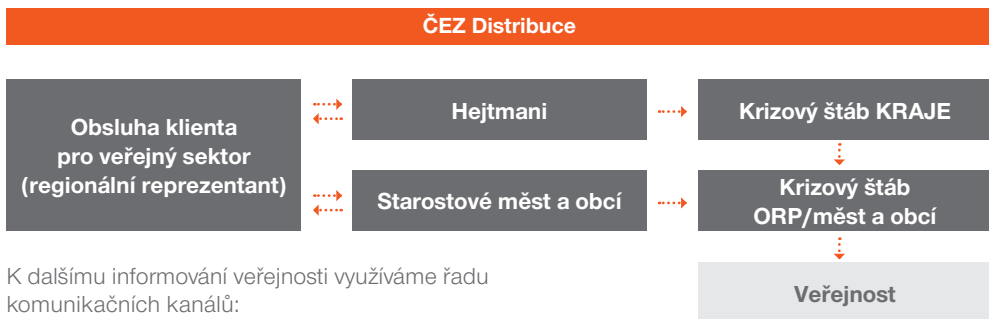 ČEZ Distribuce
Obsluha klienta
pro veřejný sektor
(regionální reprezentant)
Hejtmani
Krizový štáb KRAJE
Starostové měst a obcí
Krizový štáb
ORP/měst a obcí
Veřejnost
K dalšímu informování veřejnosti využíváme řadu
komunikačních kanálů: